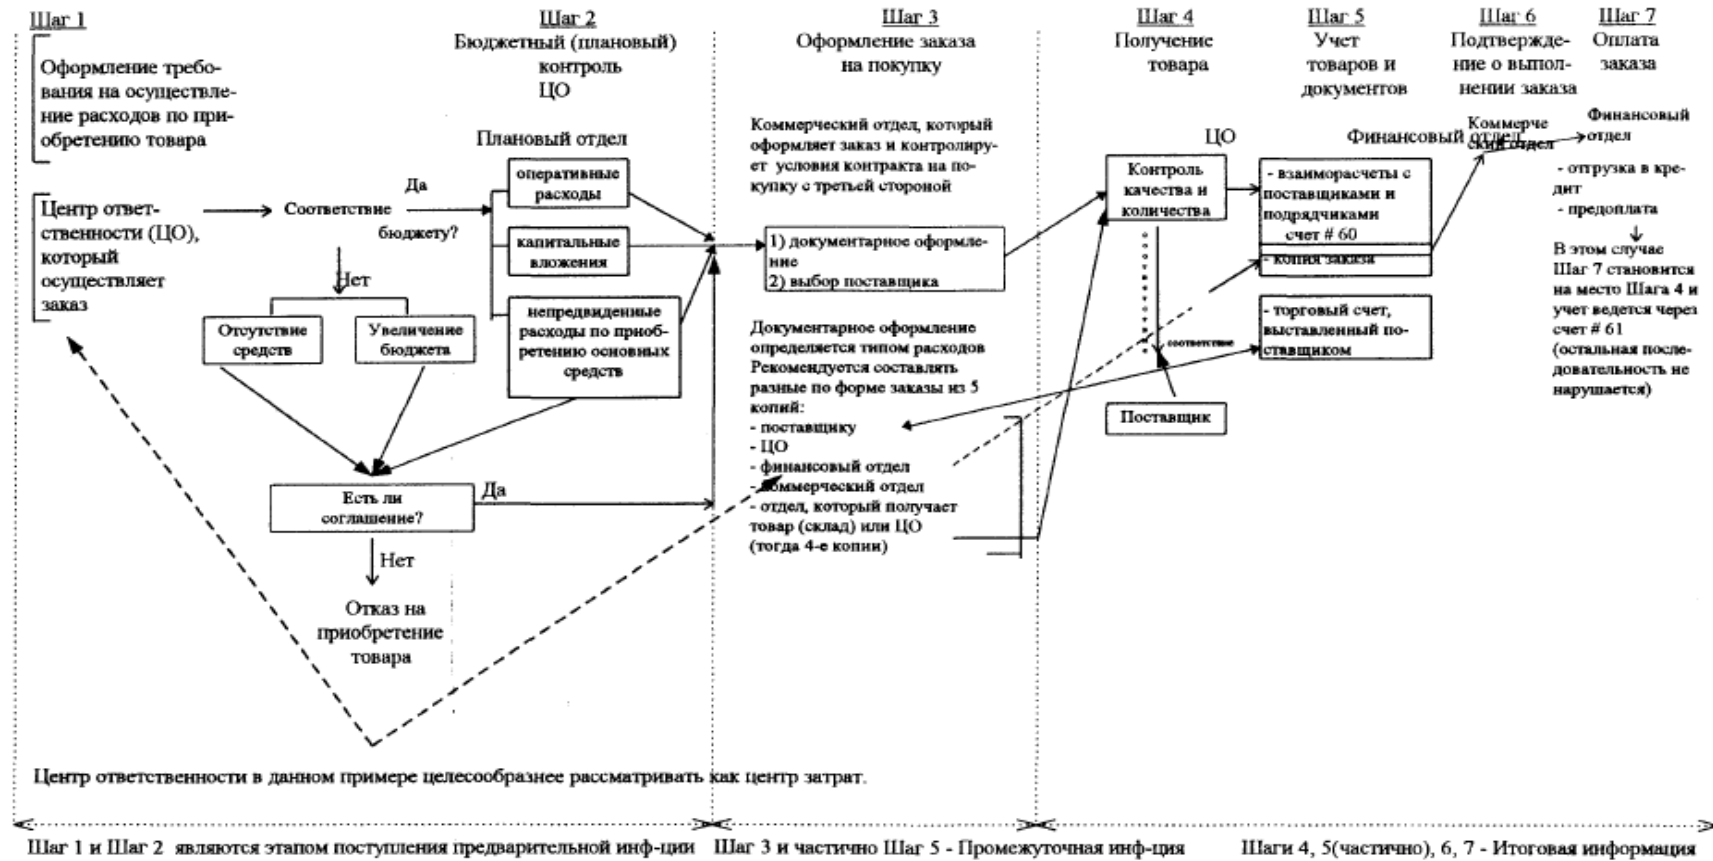 Шаг 1
Оформление требо-
вания на осуществле-
ние расходов по при-
обретению товара
Центр ответ-
ственности (ЦО),
который
осуществляет
заказ
Шаг 2
Бюджетный (плановый)
контроль
ЦО
Плановый отдел
Да
Соответствие
бюджету?
Нет
Отсутствие
средств
Увеличение
бюджета
оперативные
расходы
капитальные
вложения
непредвиденные
расходы по приоб-
ретению основных
средств
Есть ли
соглашение?
Да
Нет
Отказ на
приобретение
товара
Шаг 3
Оформление заказа
на покупку
Коммерческий отдел, который
оформляет заказ и контролиру-
ет условия контракта на по-
купку с третьей стороной
1) документарное оформле-
ние
2) выбор поставщика
Документарное оформление
определяется типом расходов
Рекомендуется составлять
разные по форме заказы из 5
копий:
- поставщику
- ЦО
- финансовый отдел
- коммерческий отдел
- отдел, который получает
товар (склад) или ЦО
(тогда 4-е копии)
Шаг 4
Получение
товара
ЦО
Контроль
качества и
количества
соответствие
Поставщик
Шаг 5
Учет
товаров и
документов
Финансовый отдел
- взаиморасчеты с
поставщиками и
подрядчиками
счет # 60
- копия заказа
- торговый счет,
выставленный по-
ставщиком
Шаг 6
Подтвержде-
ние о выпол-
нении заказа
Коммерче
ский отдел
Шаг 7
Оплата
заказа
Финансовый
отдел
- отгрузка в кре-
дит
- предоплата
В этом случае
Шаг 7 становится
на место Шага 4 и
учет ведется через
счет # 61
(остальная после-
довательность не
нарушается)
Центр ответственности в данном примере целесообразнее рассматривать как центр затрат.
Шаг 1 и Шаг 2 являются этапом поступления предварительной инф-ции
Шаг 3 и частично Шаг 5 - Промежуточная инф-ция
Шаги 4, 5(частично), 6, 7 - Итоговая информация